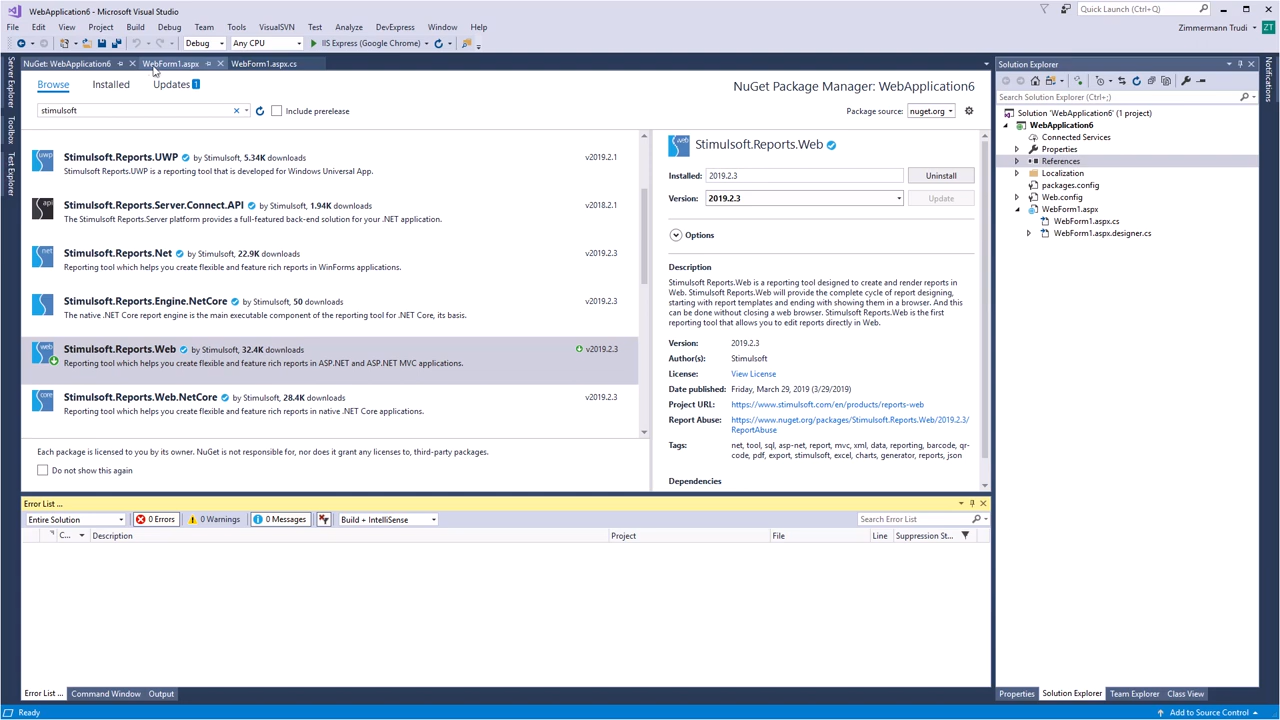 WebApplication6 - Microsoft Visual Studio
Quick Launch (Ctrl+Q)
File Edit View Project Build Debug Team Tools VisualSVN Test Analyze DevExpress Window Help
Zimmermann Trudi ZT
Debug Any CPU IIS Express (Google Chrome)
Server Explorer
Toolbox
Test Explorer
NuGet: WebApplication6 WebForm1.aspx WebForm1.aspx.cs
Browse Installed Updates 1
NuGet Package Manager: WebApplication6
stimulsoft
Include prerelease
Package source: nuget.org
uwp
Stimulsoft.Reports.UWP by Stimulsoft, 5.34K downloads v2019.2.1
Stimulsoft.Reports.UWP is a reporting tool that is developed for Windows Universal App.
api
Stimulsoft.Reports.Server.Connect.API by Stimulsoft, 1.94K downloads v2018.2.1
The Stimulsoft.Reports.Server platform provides a full-featured back-end solution for your .NET application.
net
Stimulsoft.Reports.Net by Stimulsoft, 22.9K downloads v2019.2.3
Reporting tool which helps you create flexible and feature rich reports in WinForms applications.
Stimulsoft.Reports.Engine.NetCore by Stimulsoft, 50 downloads v2019.2.3
The native .NET Core report engine is the main executable component of the reporting tool for .NET Core, its basis.
web
Stimulsoft.Reports.Web by Stimulsoft, 32.4K downloads v2019.2.3
Reporting tool which helps you create flexible and feature rich reports in ASP.NET and ASP.NET MVC applications.
core
Stimulsoft.Reports.Web.NetCore by Stimulsoft, 28.4K downloads v2019.2.3
Reporting tool which helps you create flexible and feature rich reports in native .NET Core applications.
Each package is licensed to you by its owner. NuGet is not responsible for, nor does it grant any licenses to, third-party packages.
Do not show this again
web
Stimulsoft.Reports.Web
Installed: 2019.2.3 Uninstall
Version: 2019.2.3 Update
Options
Description
Stimulsoft Reports.Web is a reporting tool designed to create and render reports in
Web. Stimulsoft Reports.Web will provide the complete cycle of report designing,
starting with report templates and ending with showing them in a browser. And this
can be done without closing a web browser. Stimulsoft Reports.Web is the first
reporting tool that allows you to edit reports directly in Web.
Version: 2019.2.3
Author(s): Stimulsoft
License: View License
Date published: Friday, March 29, 2019 (3/29/2019)
Project URL: https://www.stimulsoft.com/en/products/reports-web
Report Abuse: https://www.nuget.org/packages/Stimulsoft.Reports.Web/2019.2.3/
ReportAbuse
Tags: net, tool, sql, asp-net, report, mvc, xml, data, reporting, barcode, qr-
code, pdf, export, stimulsoft, excel, charts, generator, reports, json
Dependencies
Error List ...
Entire Solution 0 Errors 0 Warnings 0 Messages Build + IntelliSense Search Error List
C... Description Project File Line Suppression St...
Error List ... Command Window Output
Solution Explorer
Search Solution Explorer (Ctrl+;)
Solution 'WebApplication6' (1 project)
WebApplication6
Connected Services
Properties
References
Localization
packages.config
Web.config
WebForm1.aspx
WebForm1.aspx.cs
WebForm1.aspx.designer.cs
Properties Solution Explorer Team Explorer Class View
Notifications
Ready
Add to Source Control